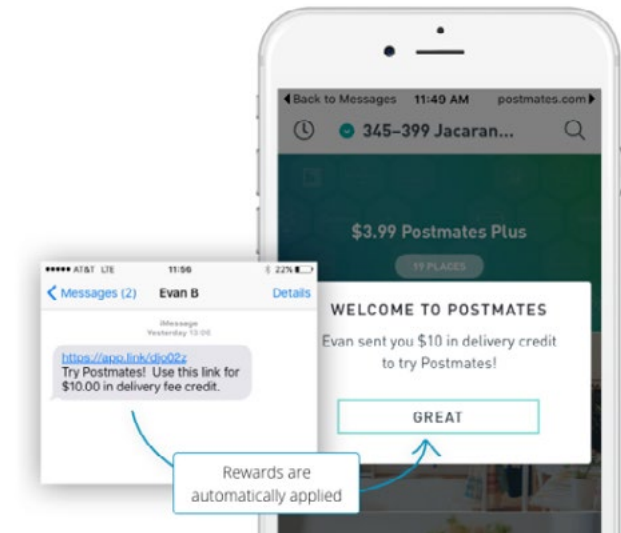 Back to Messages 11:40 AM postmates.com
345–399 Jacaran...
$3.99 Postmates Plus
19 PLACES
WELCOME TO POSTMATES
Evan sent you $10 in delivery credit
to try Postmates!
GREAT
AT&T LTE 11:56 22%
Messages (2) Evan B Details
iMessage
Yesterday 13:06
https://app.link/djo02z
Try Postmates! Use this link for
$10.00 in delivery fee credit.
Rewards are
automatically applied